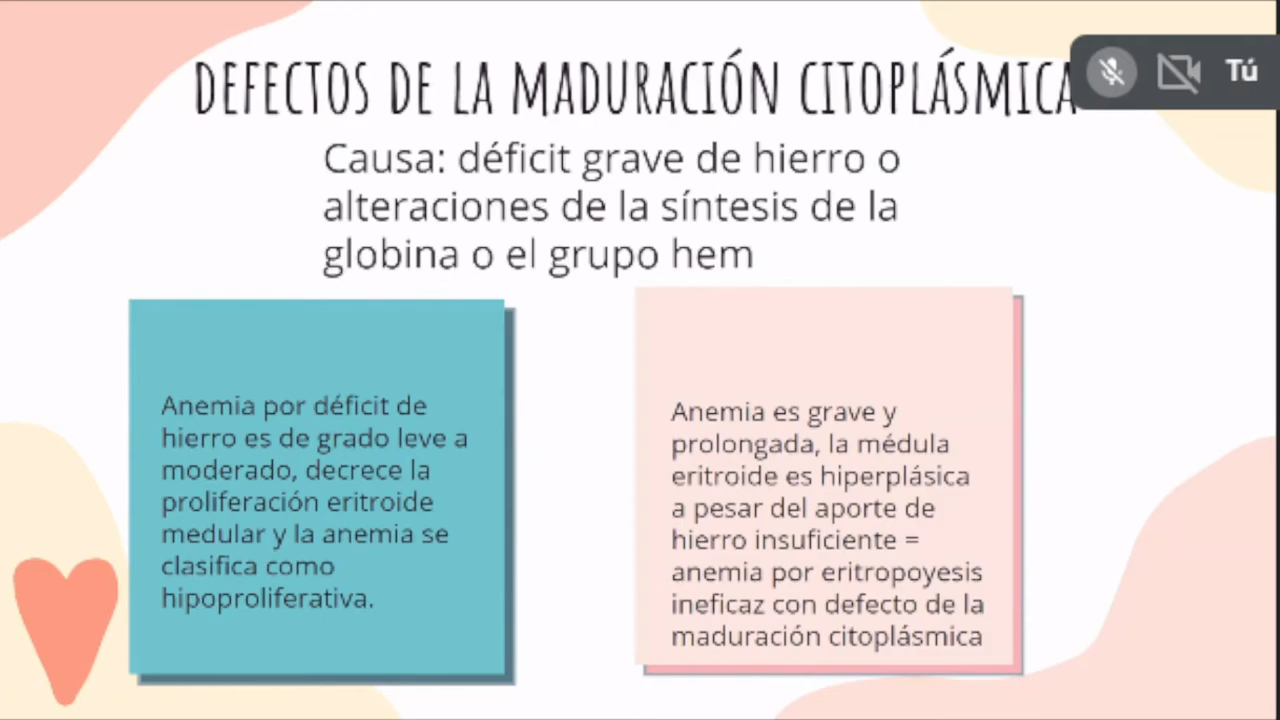 DEFECTOS DE LA MADURACIÓN CITOPLÁSMICA
Tú
Causa: déficit grave de hierro o
alteraciones de la síntesis de la
globina o el grupo hem
Anemia por déficit de
hierro es de grado leve a
moderado, decrece la
proliferación eritroide
medular y la anemia se
clasifica como
hipoproliferativa.
Anemia es grave y
prolongada, la médula
eritroide es hiperplásica
a pesar del aporte de
hierro insuficiente =
anemia por eritropoyesis
ineficaz con defecto de la
maduración citoplásmica